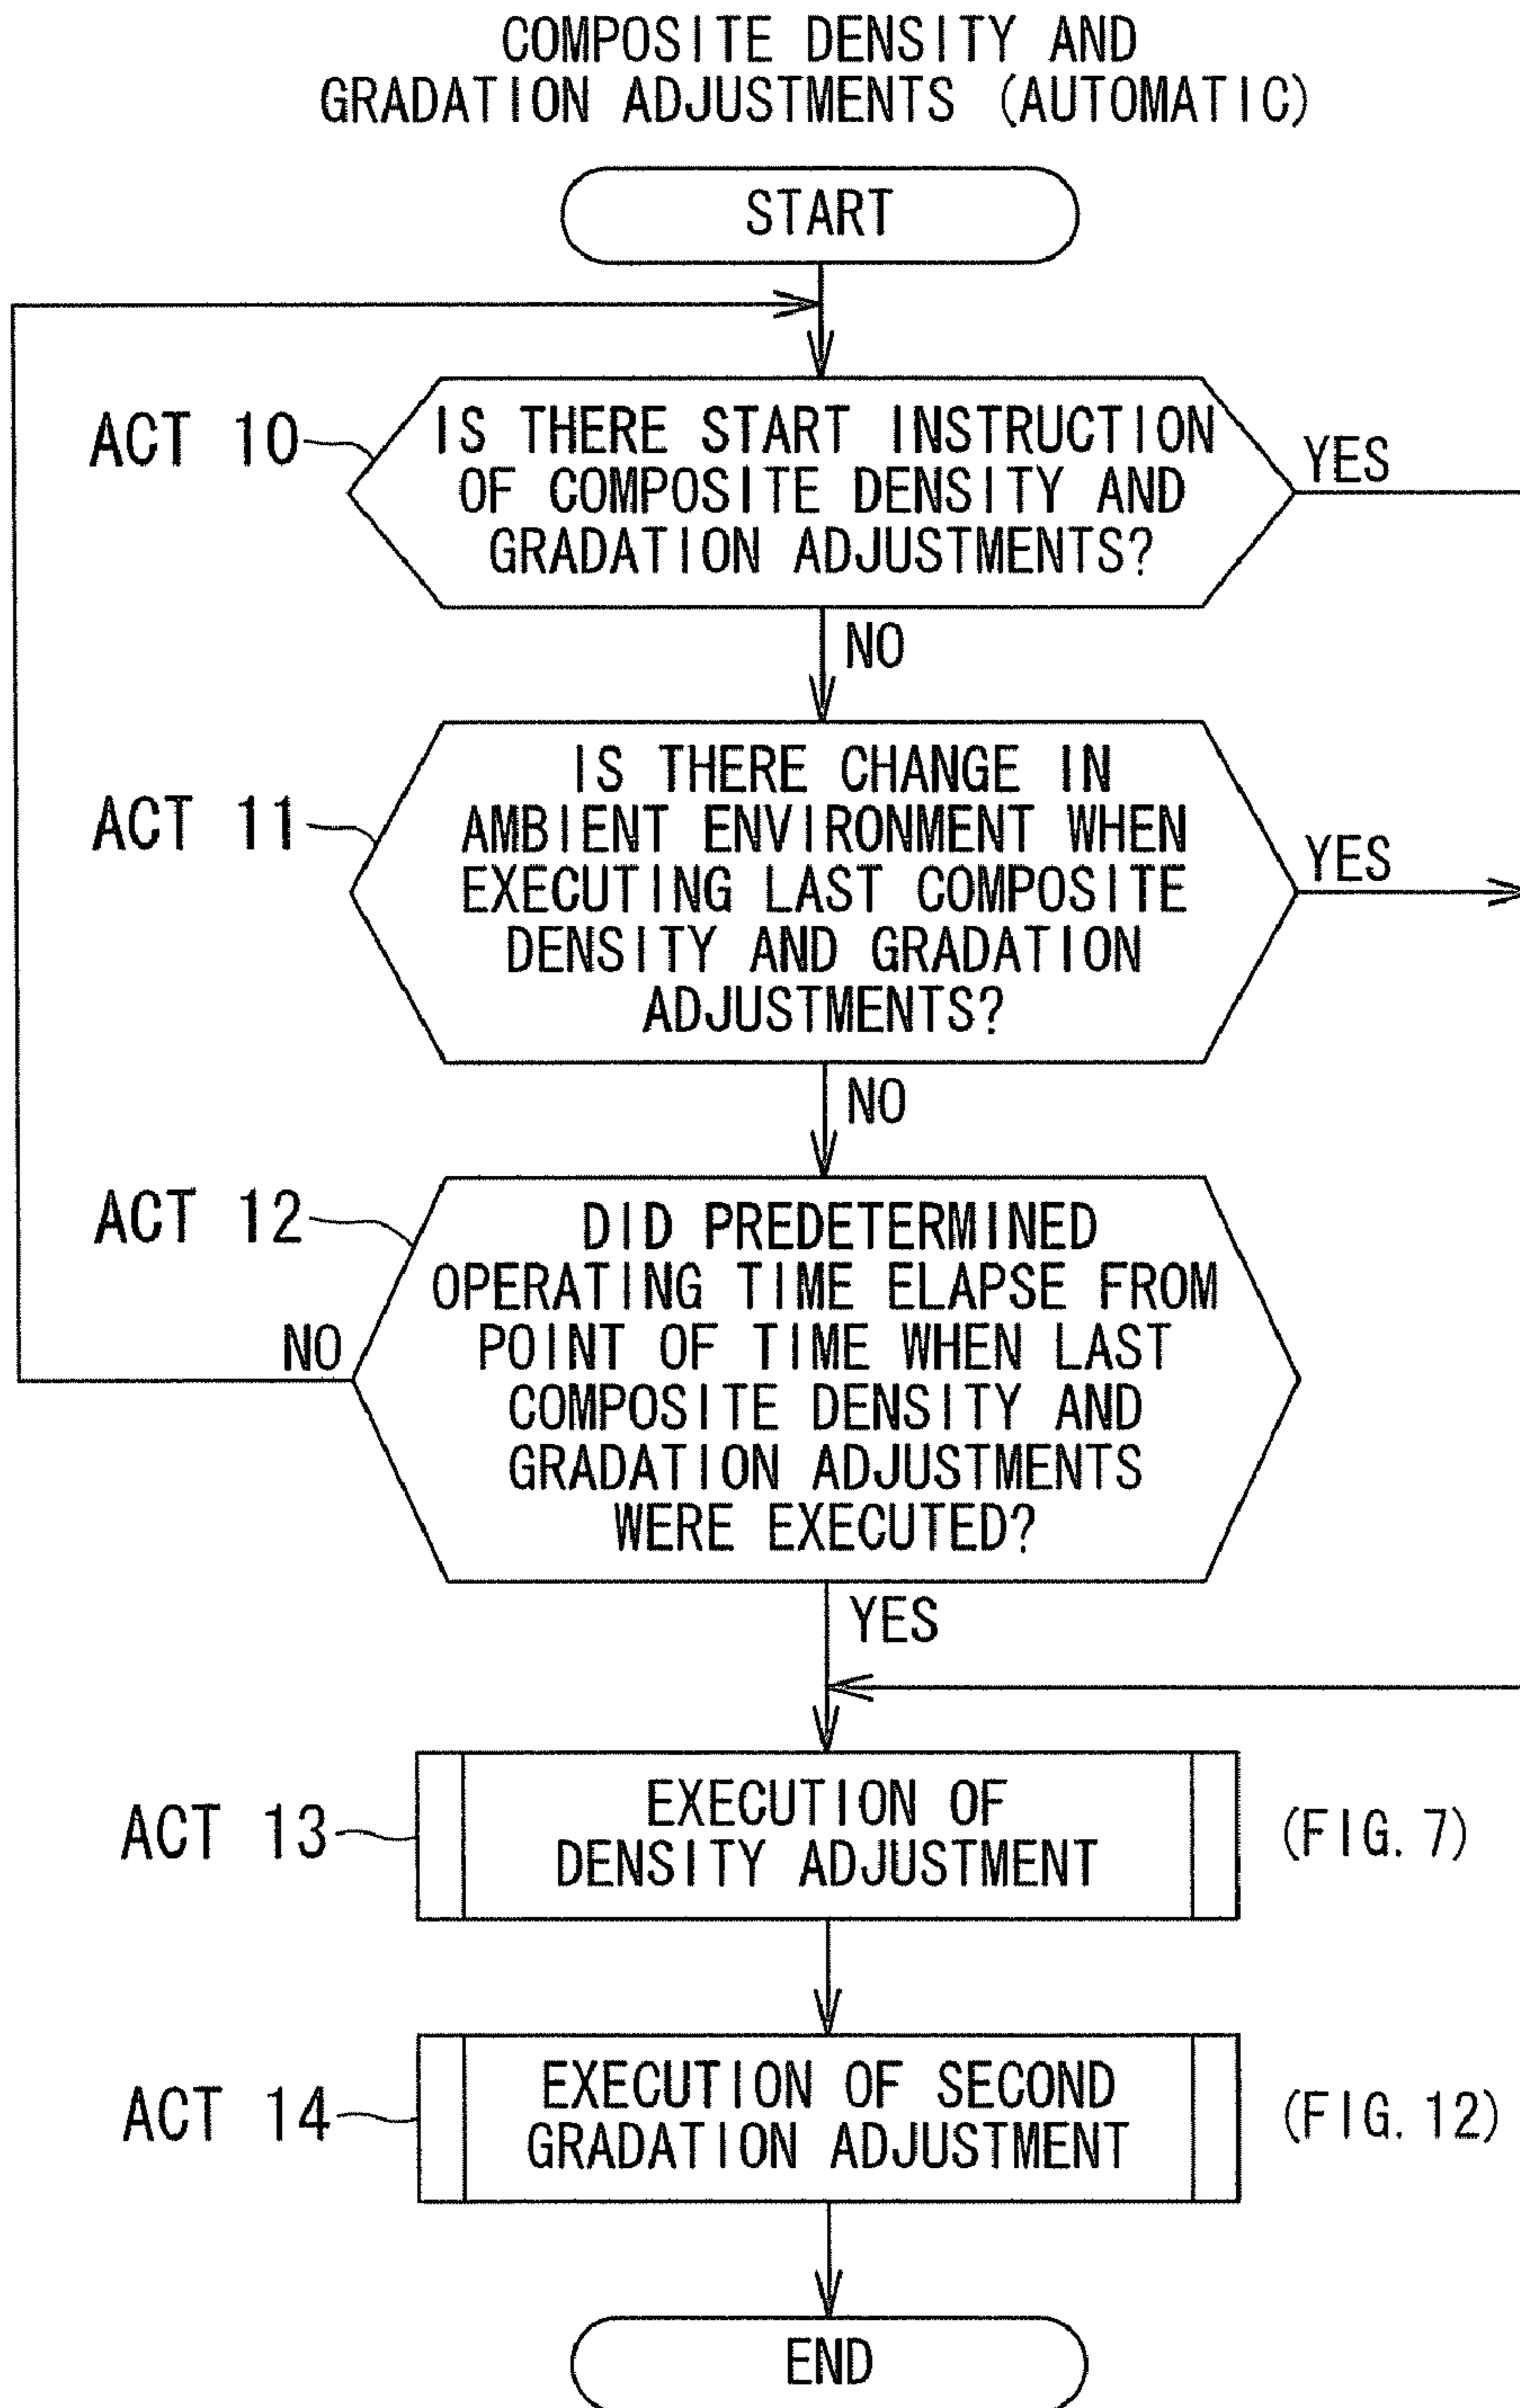 COMPOSITE DENSITY AND
GRADATION ADJUSTMENTS (AUTOMATIC)
START
ACT 10
IS THERE START INSTRUCTION
OF COMPOSITE DENSITY AND
GRADATION ADJUSTMENTS?
YES
NO
ACT 11
IS THERE CHANGE IN
AMBIENT ENVIRONMENT WHEN
EXECUTING LAST COMPOSITE
DENSITY AND GRADATION
ADJUSTMENTS?
YES
NO
ACT 12
DID PREDETERMINED
OPERATING TIME ELAPSE FROM
POINT OF TIME WHEN LAST
COMPOSITE DENSITY AND
GRADATION ADJUSTMENTS
WERE EXECUTED?
NO
YES
ACT 13
EXECUTION OF
DENSITY ADJUSTMENT
(FIG. 7)
ACT 14
EXECUTION OF SECOND
GRADATION ADJUSTMENT
(FIG. 12)
END